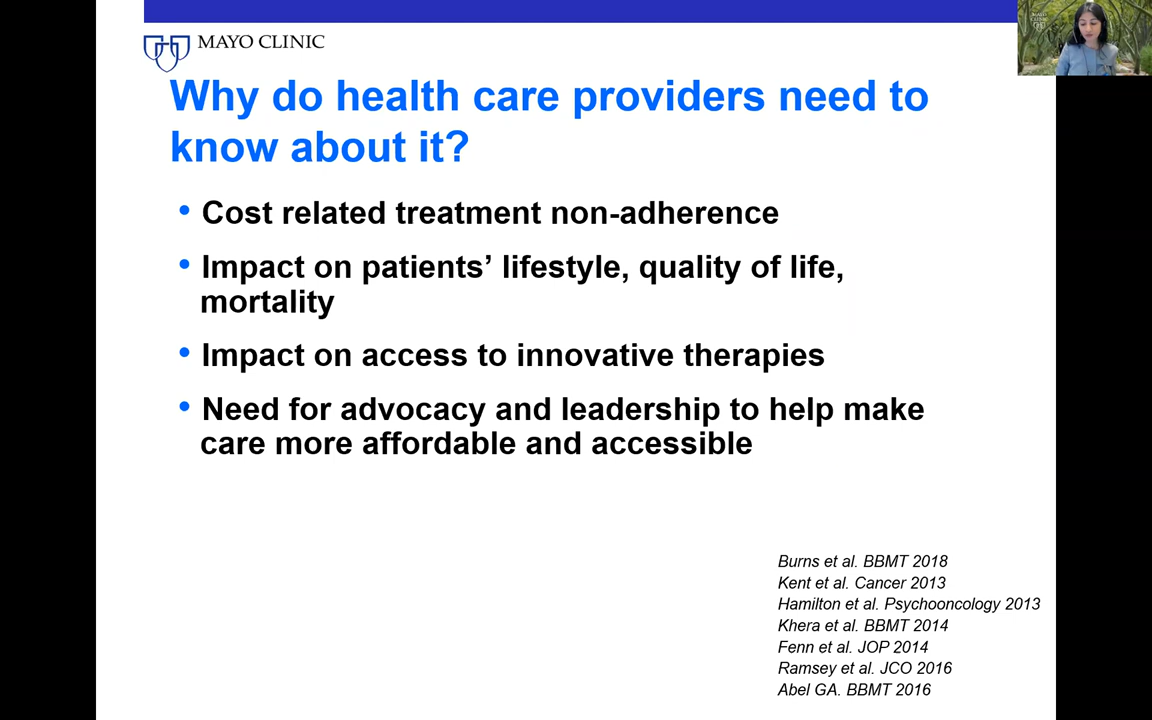 MAYO CLINIC
Why do health care providers need to
know about it?
• Cost related treatment non-adherence
• Impact on patients’ lifestyle, quality of life,
mortality
• Impact on access to innovative therapies
• Need for advocacy and leadership to help make
care more affordable and accessible
Burns et al. BBMT 2018
Kent et al. Cancer 2013
Hamilton et al. Psychooncology 2013
Khera et al. BBMT 2014
Fenn et al. JOP 2014
Ramsey et al. JCO 2016
Abel GA. BBMT 2016